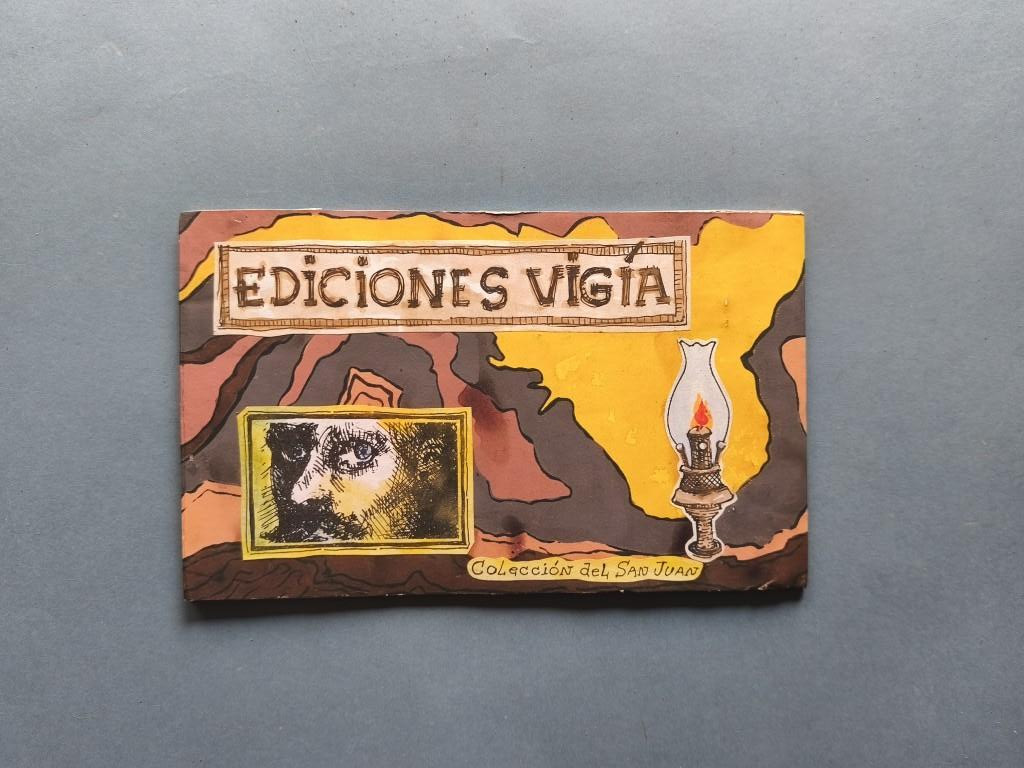 EDICIONES VIGÍA
Colección del San Juan